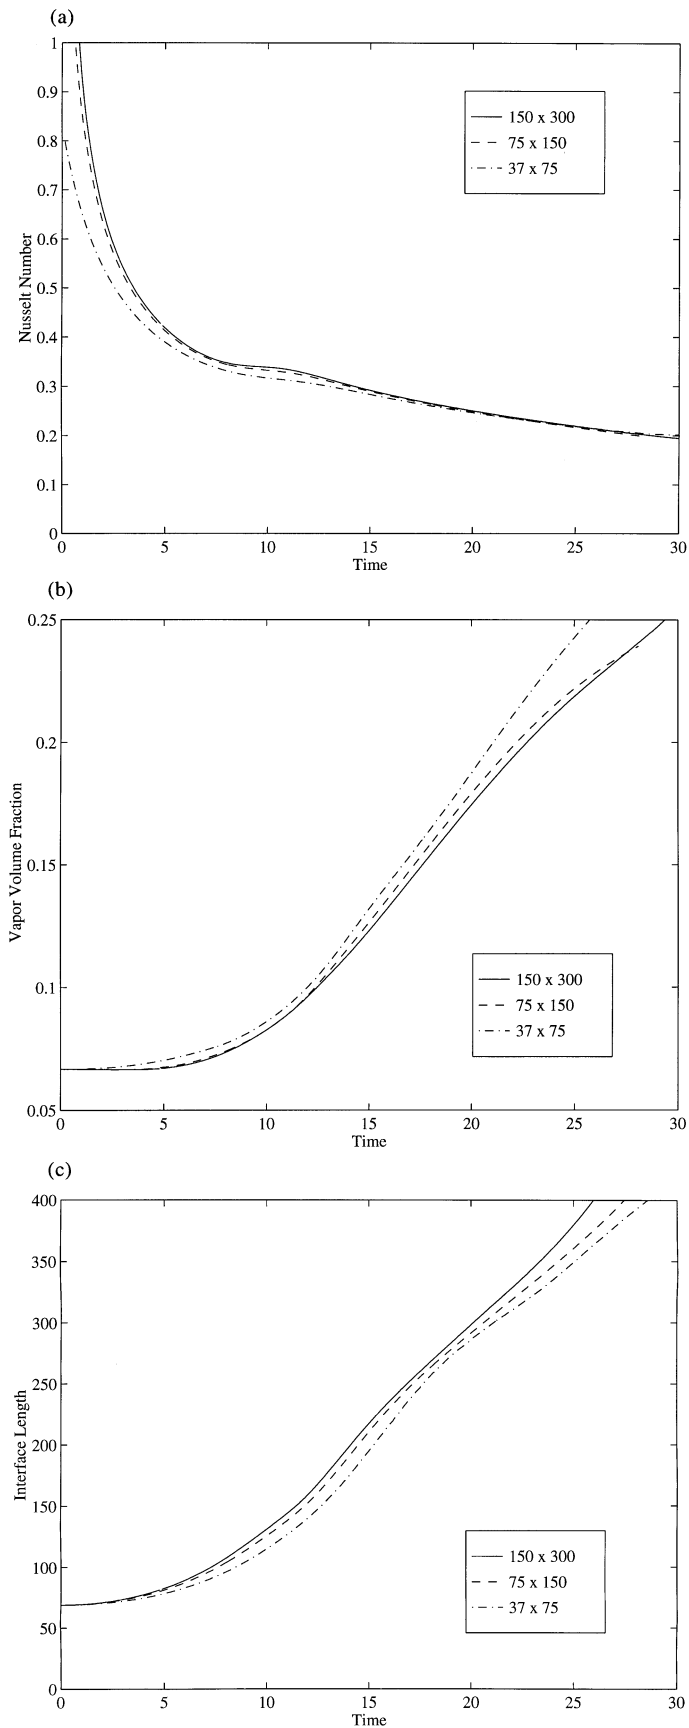 (a)
1
0.9
0.8
0.7
0.6
0.5
0.4
0.3
0.2
0.1
0
Nusselt Number
150 x 300
75 x 150
37 x 75
0 5 10 15 20 25 30
Time
(b)
0.25
0.2
0.15
0.1
0.05
Vapor Volume Fraction
150 x 300
75 x 150
37 x 75
0 5 10 15 20 25 30
Time
(c)
400
350
300
250
200
150
100
50
0
Interface Length
150 x 300
75 x 150
37 x 75
0 5 10 15 20 25 30
Time